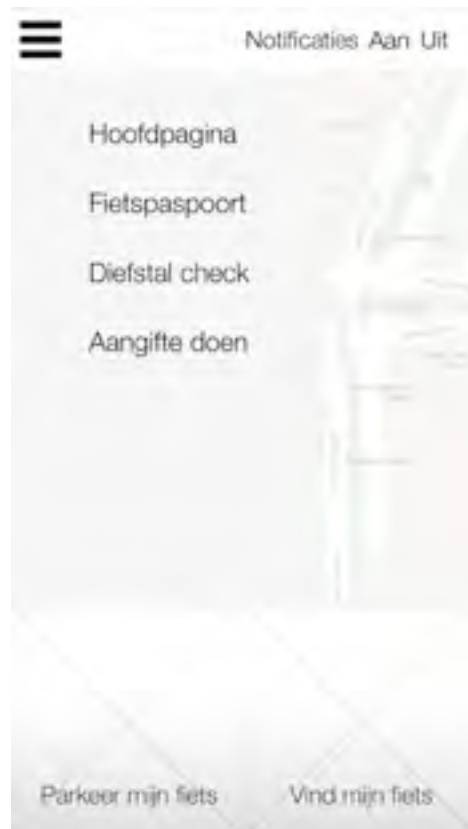 Notificaties Aan Uit
Hoofdpagina
Fietspaspoort
Diefstal check
Aangifte doen
Parkeer mijn fiets Vind mijn fiets